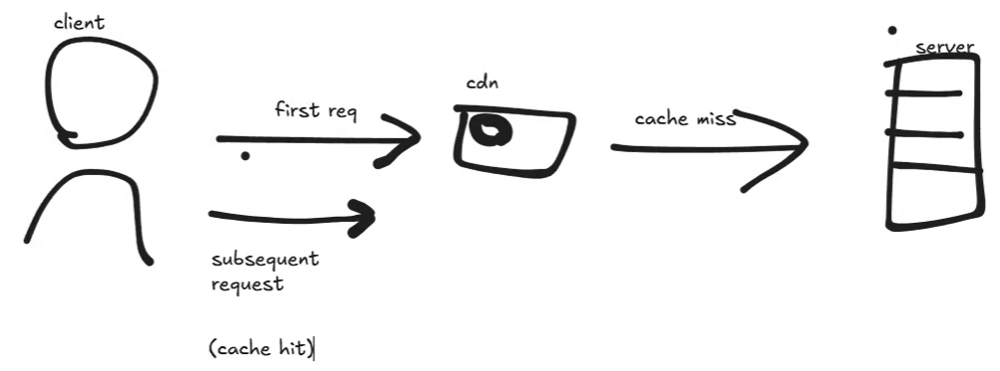 client
server
cdn
first req
cache miss
subsequent
request
(cache hit)